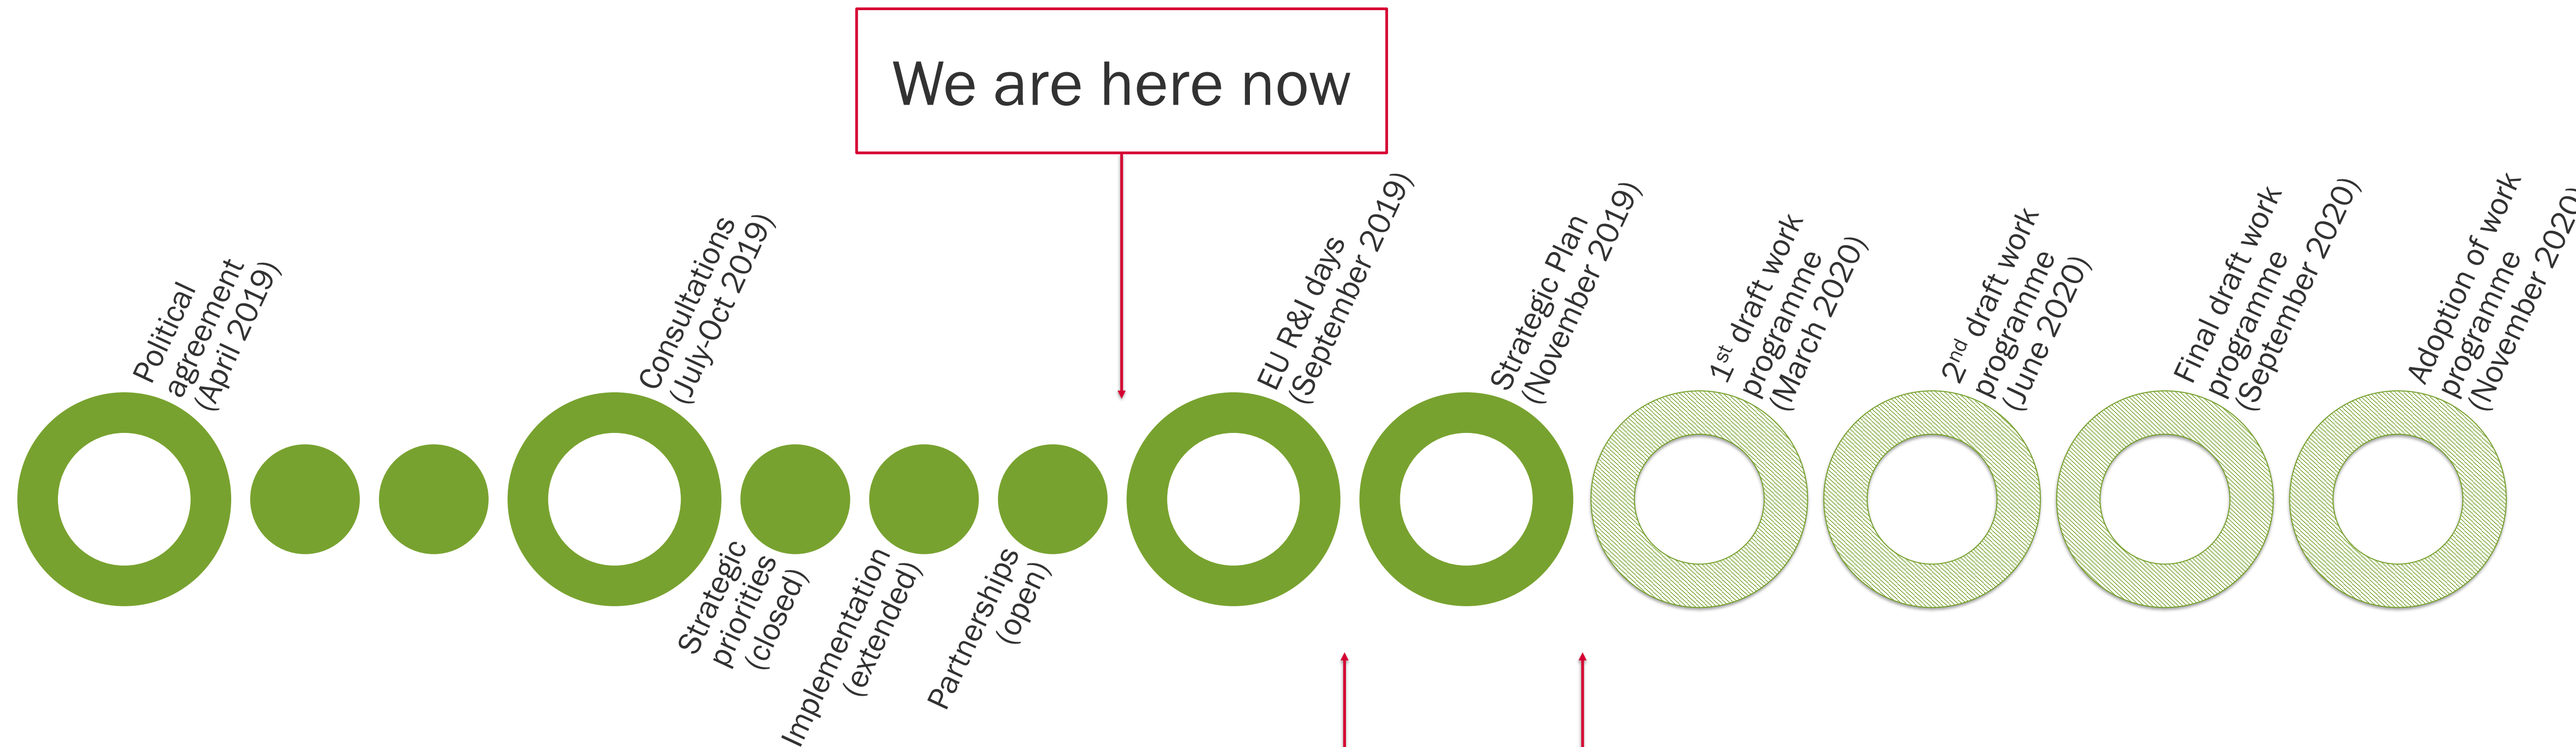 We are here now
Political
agreement
(April 2019)
Consultations
(July-Oct 2019)
Strategic
priorities
(closed)
Implementation
(extended)
Partnerships
(open)
EU R&I days
(September 2019)
Strategic Plan
(November 2019)
1st draft work
programme
(March 2020)
2nd draft work
programme
(June 2020)
Final draft work
programme
(September 2020)
Adoption of work
programme
(November 2020)